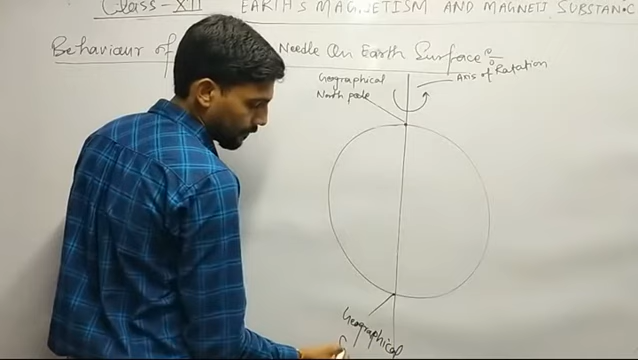 Class-XII EARTH'S MAGNETISM AND MAGNETI SUBSTANC
Behaviour of Needle On Earth Surface:
Geographical
North pole
Axis of Rotation
Geographical